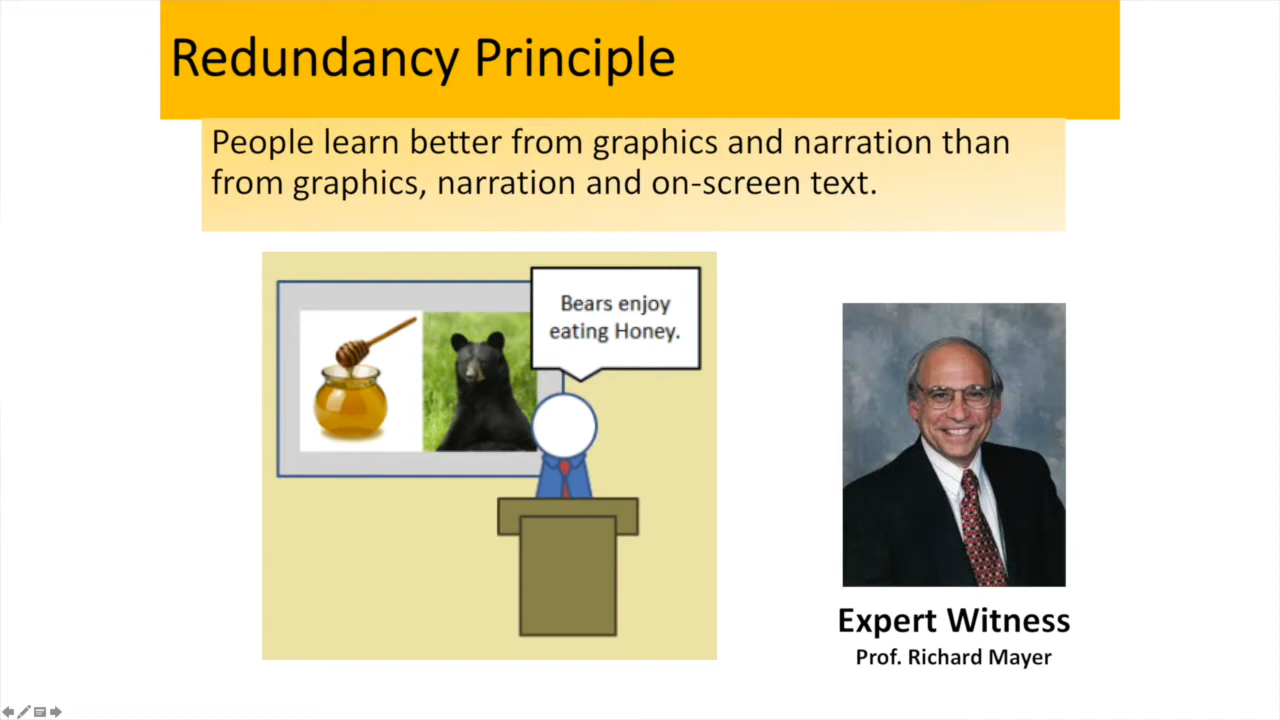 Redundancy Principle
People learn better from graphics and narration than
from graphics, narration and on-screen text.
Bears enjoy
eating Honey.
Expert Witness
Prof. Richard Mayer